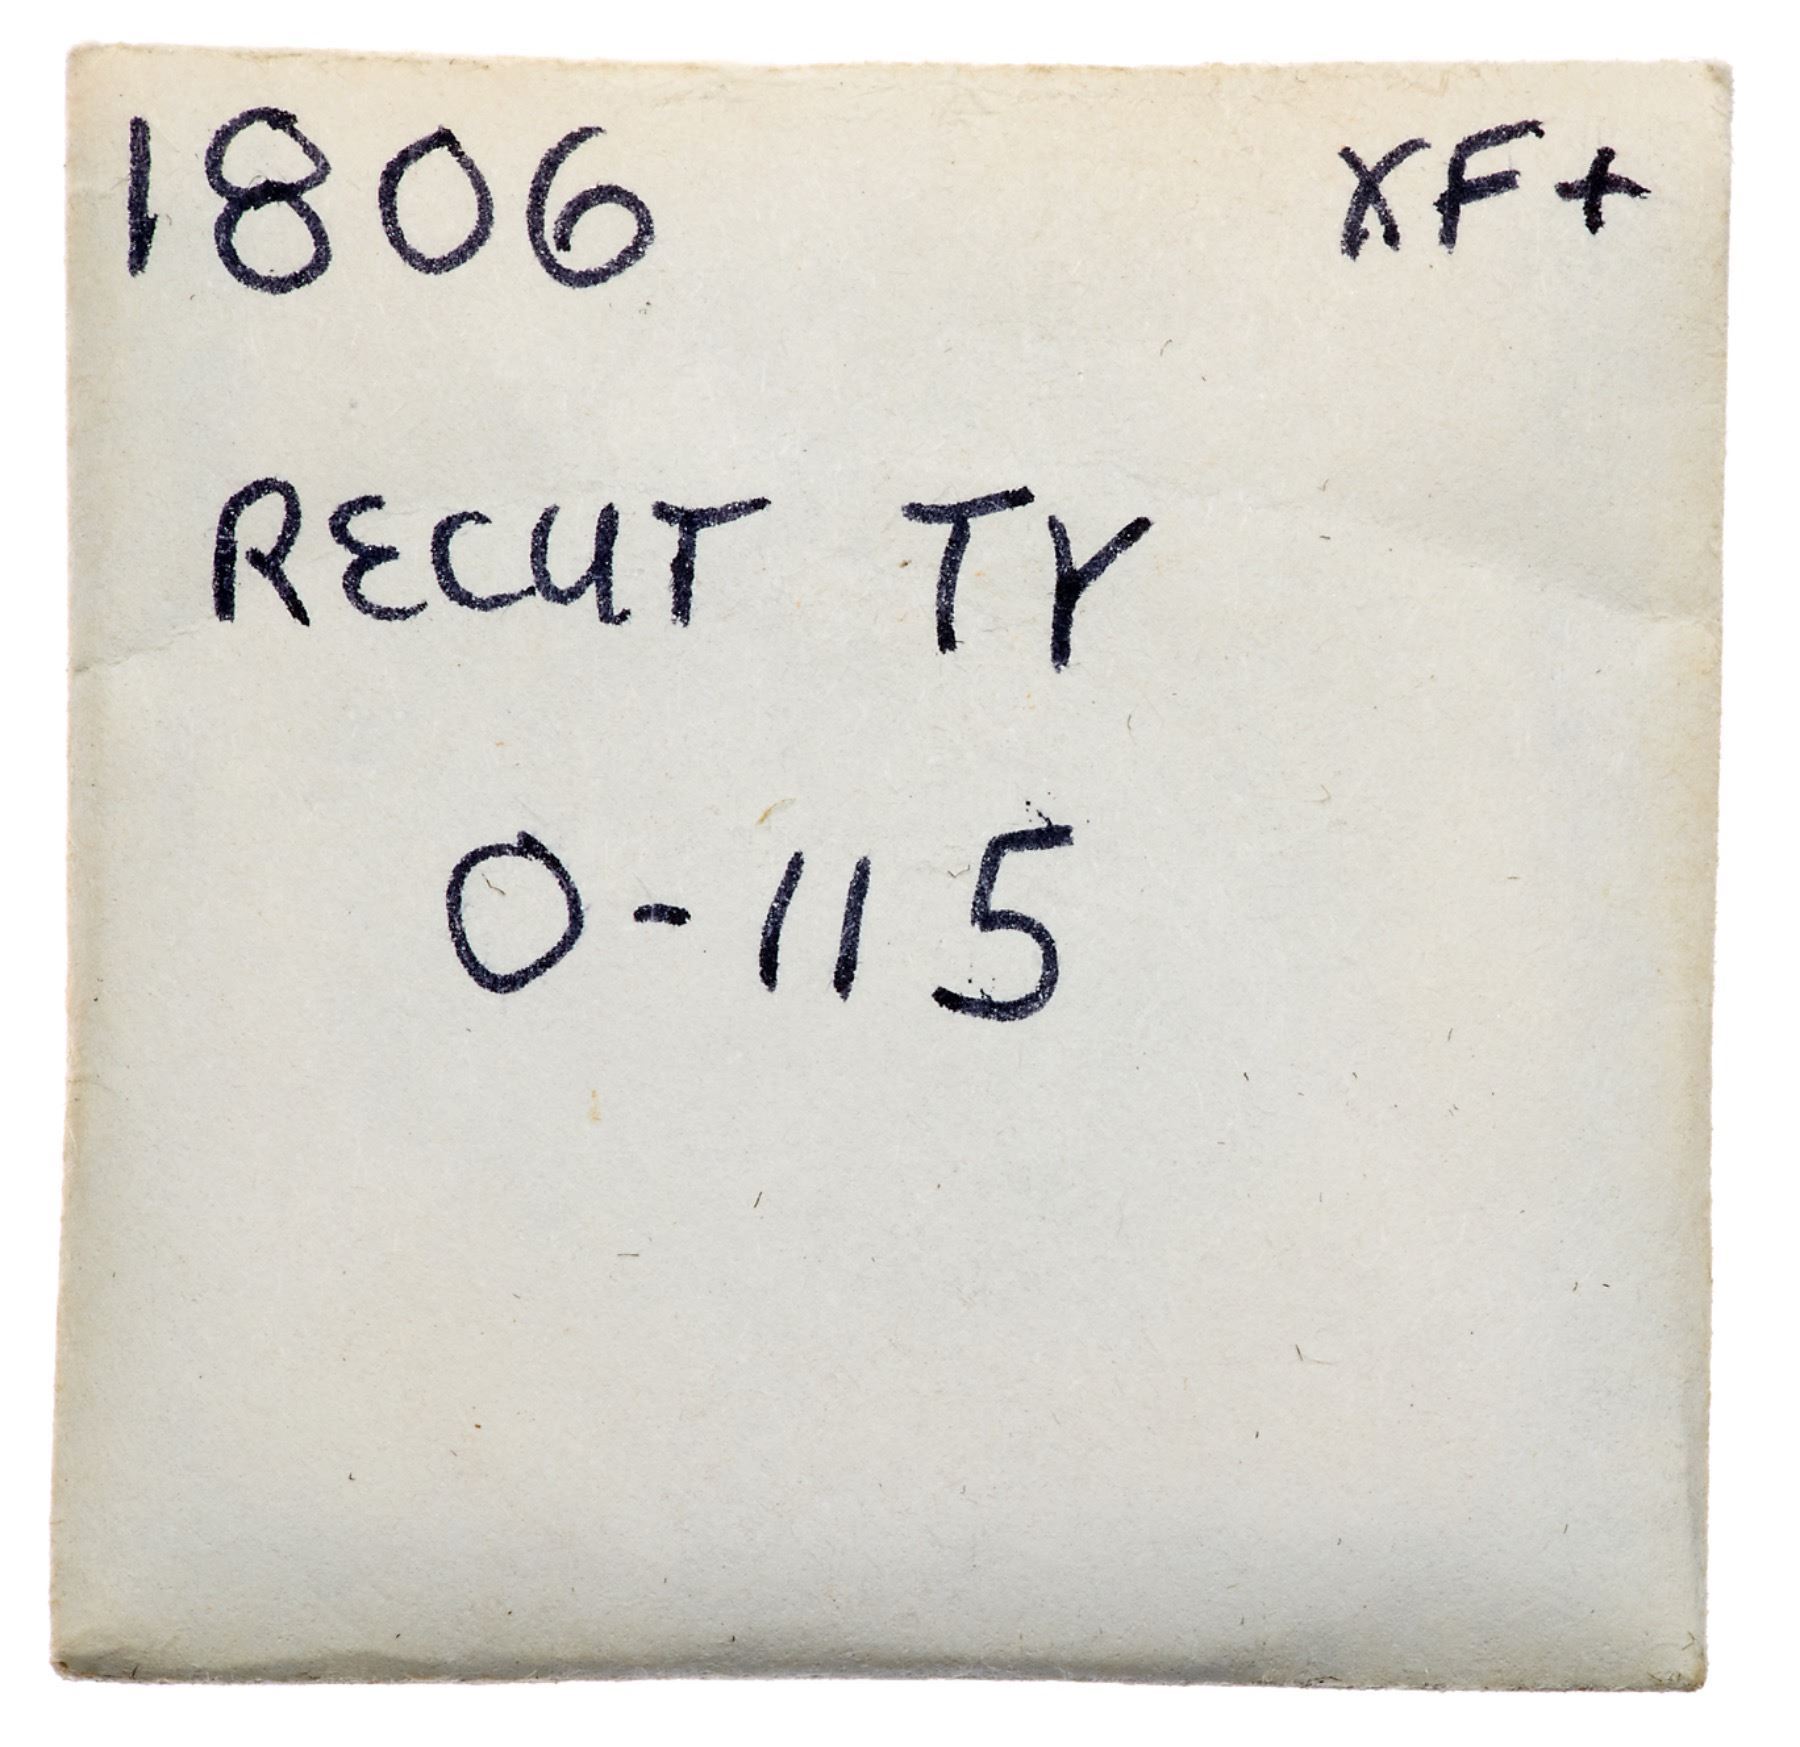 1806 XF+
RECUT TY
O-115